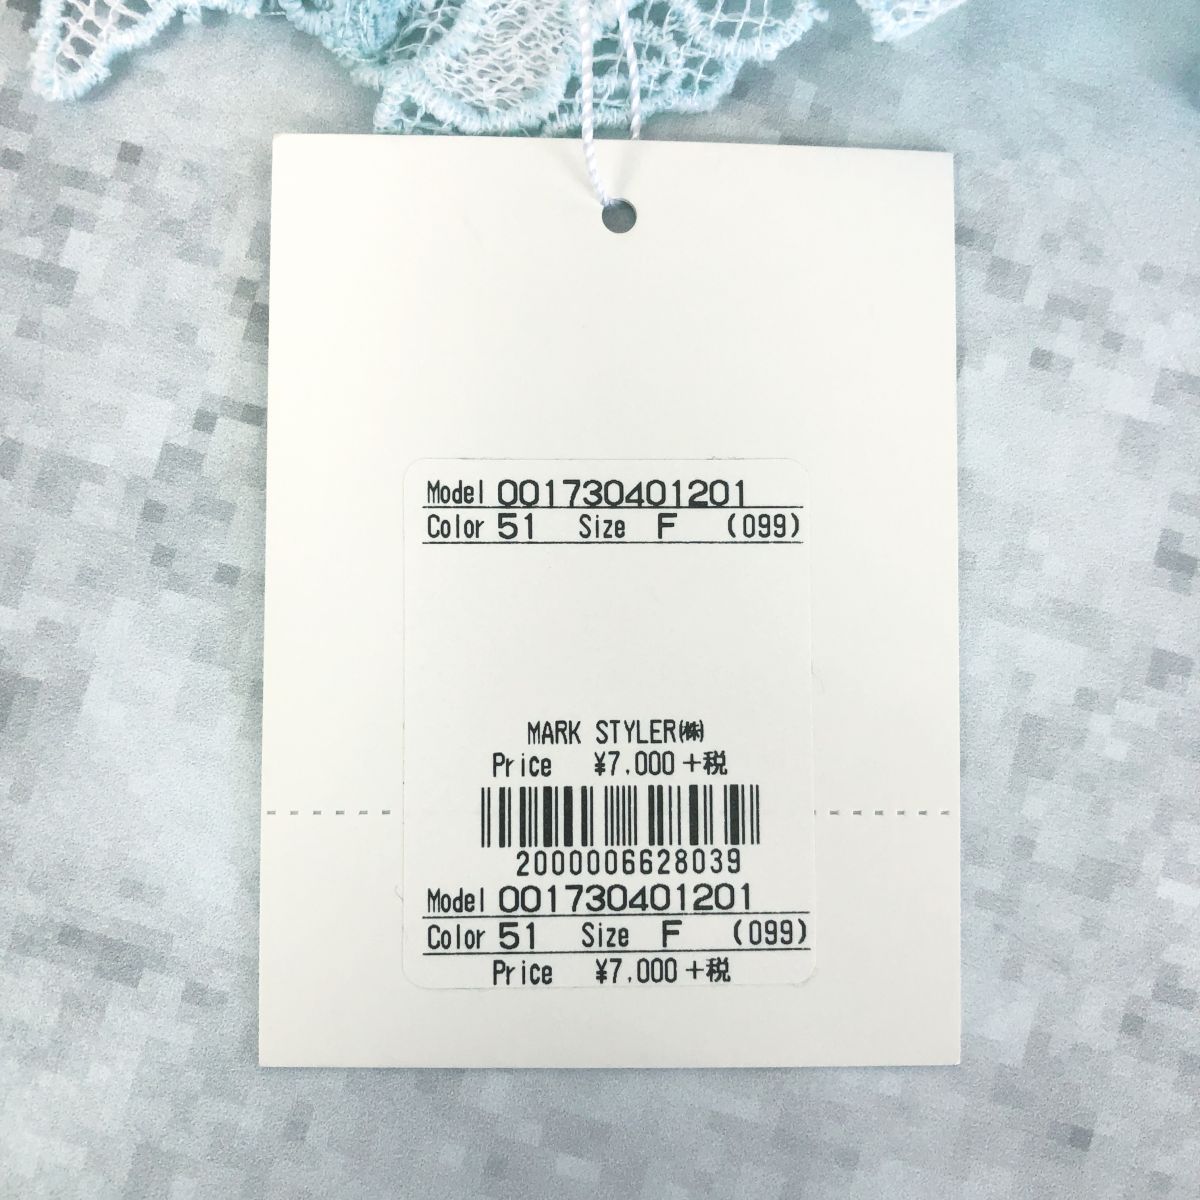 Model 001730401201
Color 51 Size F (099)
MARK STYLER㈱
Price ¥7,000+税
2000006628039
Model 001730401201
Color 51 Size F (099)
Price ¥7,000+税